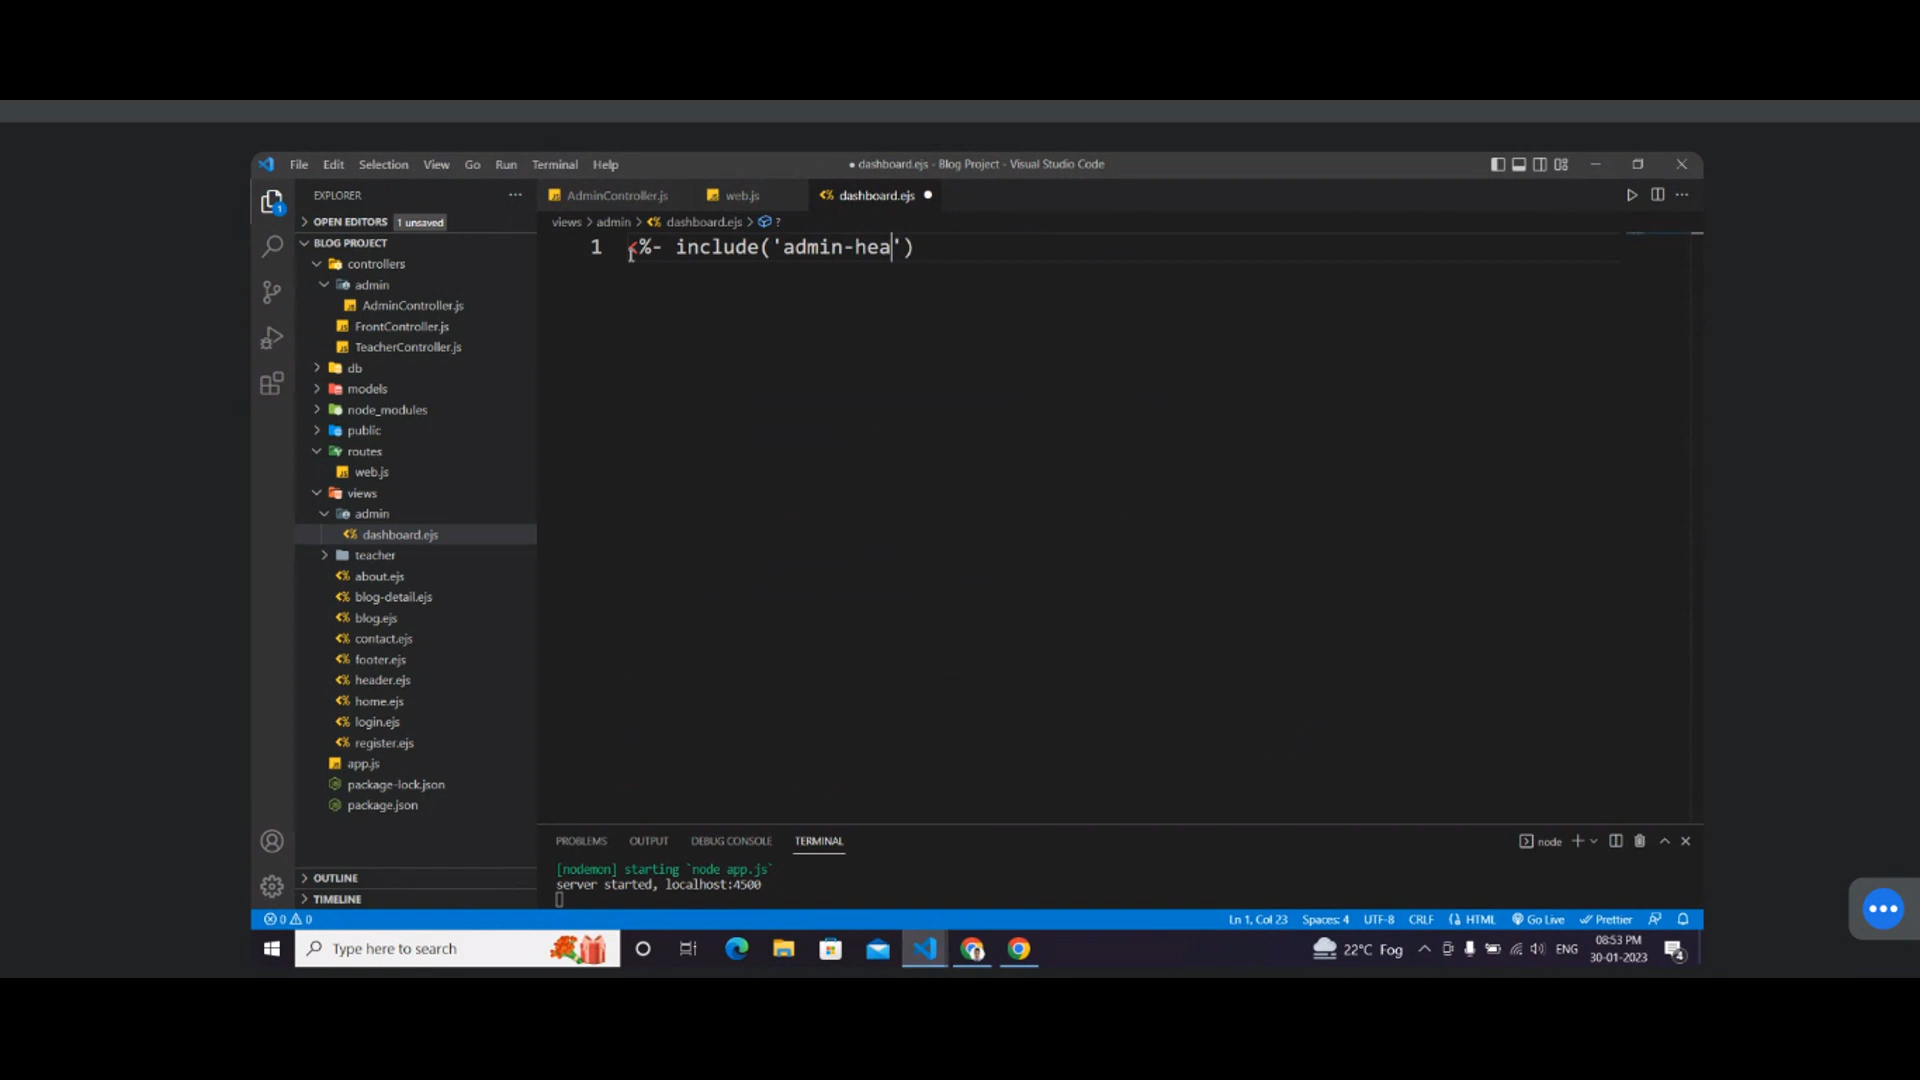 File Edit Selection View Go Run Terminal Help
● dashboard.ejs - Blog Project - Visual Studio Code
EXPLORER
AdminController.js
web.js
dashboard.ejs
OPEN EDITORS 1 unsaved
views > admin > dashboard.ejs > ?
BLOG PROJECT
1 <%- include('admin-hea')
controllers
admin
AdminController.js
FrontController.js
TeacherController.js
db
models
node_modules
public
routes
web.js
views
admin
dashboard.ejs
teacher
about.ejs
blog-detail.ejs
blog.ejs
contact.ejs
footer.ejs
header.ejs
home.ejs
login.ejs
register.ejs
app.js
package-lock.json
package.json
OUTLINE
TIMELINE
PROBLEMS OUTPUT DEBUG CONSOLE TERMINAL
node
[nodemon] starting `node app.js`
server started, localhost:4500
0 0
Ln 1, Col 23 Spaces: 4 UTF-8 CRLF HTML Go Live Prettier
Type here to search
22°C Fog
ENG
08:53 PM
30-01-2023
4
1